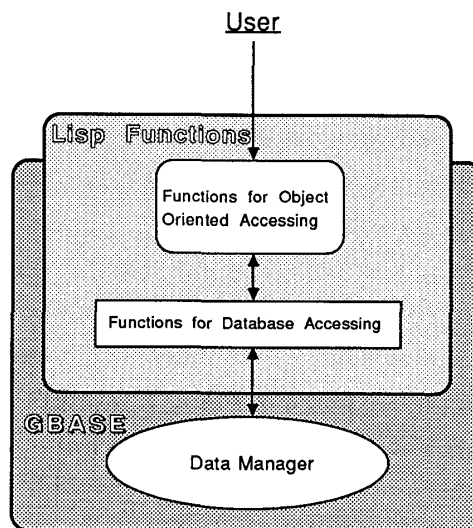 User
Lisp Functions
Functions for Object
Oriented Accessing
Functions for Database Accessing
GBASE
Data Manager